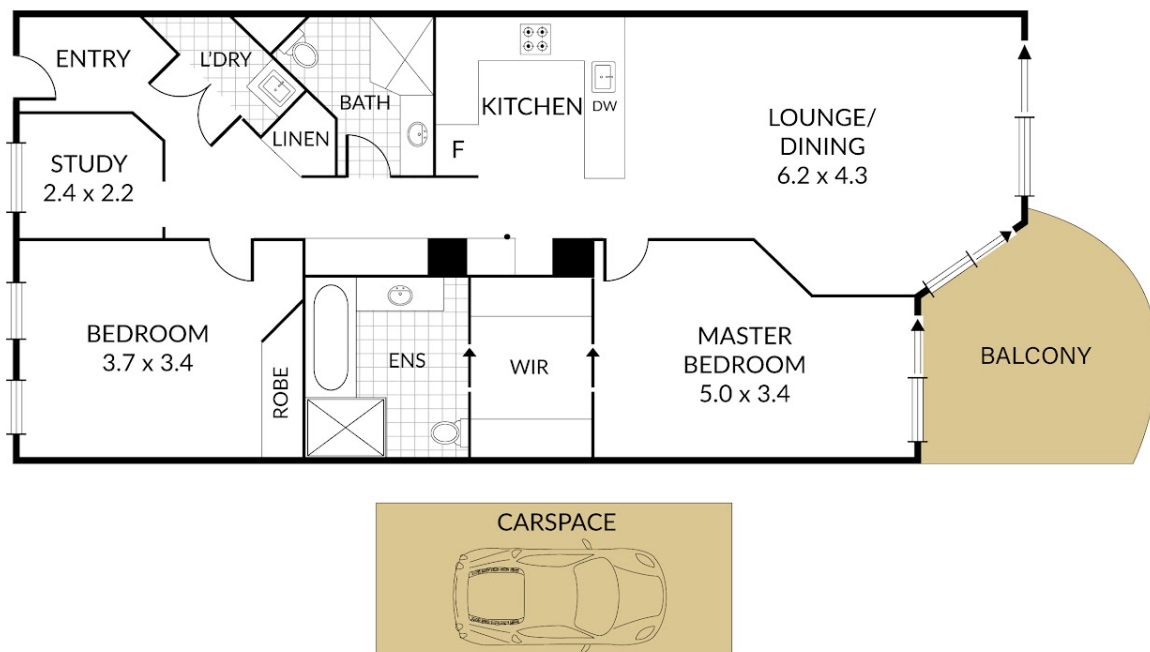 ENTRY
L'DRY
BATH
LINEN
STUDY
2.4 x 2.2
KITCHEN
DW
F
LOUNGE/
DINING
6.2 x 4.3
BEDROOM
3.7 x 3.4
ROBE
ENS
WIR
MASTER
BEDROOM
5.0 x 3.4
BALCONY
CARSPACE